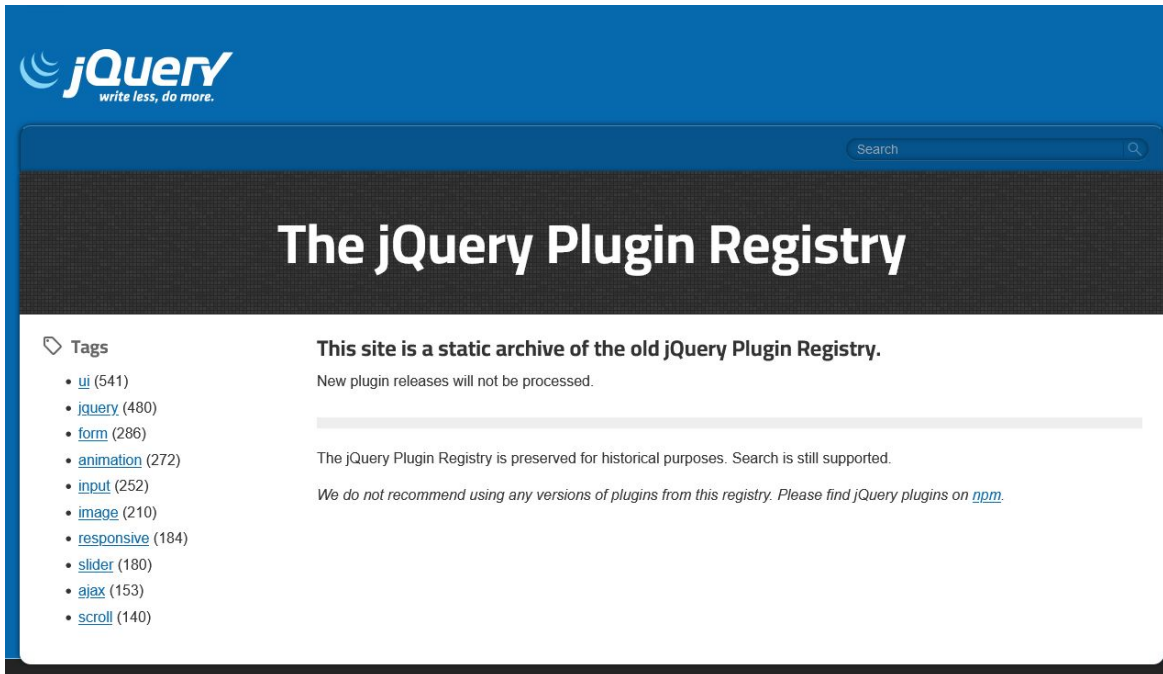 jQuery
write less, do more.
Search
The jQuery Plugin Registry
Tags
• ui (541)
• jquery (480)
• form (286)
• animation (272)
• input (252)
• image (210)
• responsive (184)
• slider (180)
• ajax (153)
• scroll (140)
This site is a static archive of the old jQuery Plugin Registry.
New plugin releases will not be processed.
The jQuery Plugin Registry is preserved for historical purposes. Search is still supported.
We do not recommend using any versions of plugins from this registry. Please find jQuery plugins on npm.